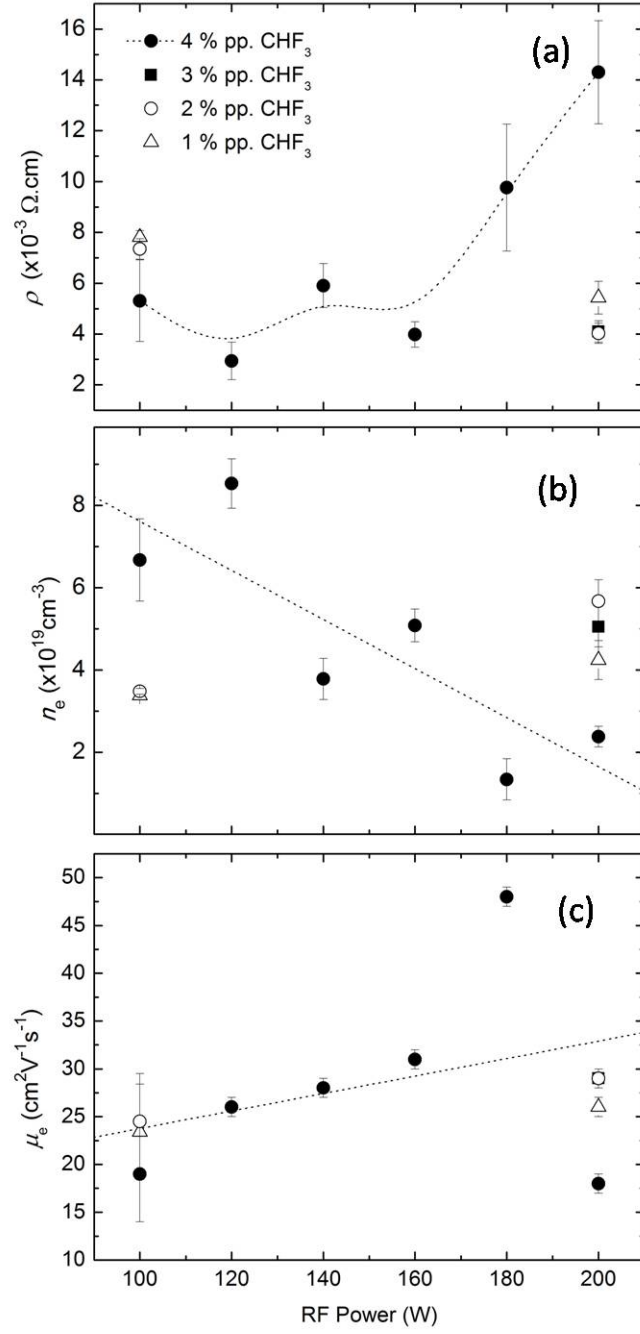 16
14
12
10
8
6
4
2
ρ (x10⁻³ Ω.cm)
4 % pp. CHF₃
3 % pp. CHF₃
2 % pp. CHF₃
1 % pp. CHF₃
(a)
8
6
4
2
nₑ (x10¹⁹cm⁻³)
(b)
50
45
40
35
30
25
20
15
10
μₑ (cm²V⁻¹s⁻¹)
(c)
100 120 140 160 180 200
RF Power (W)